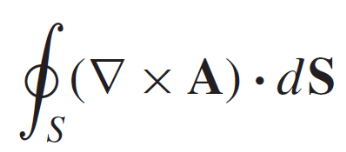 ∮_S (∇ × **A**) · d**S**